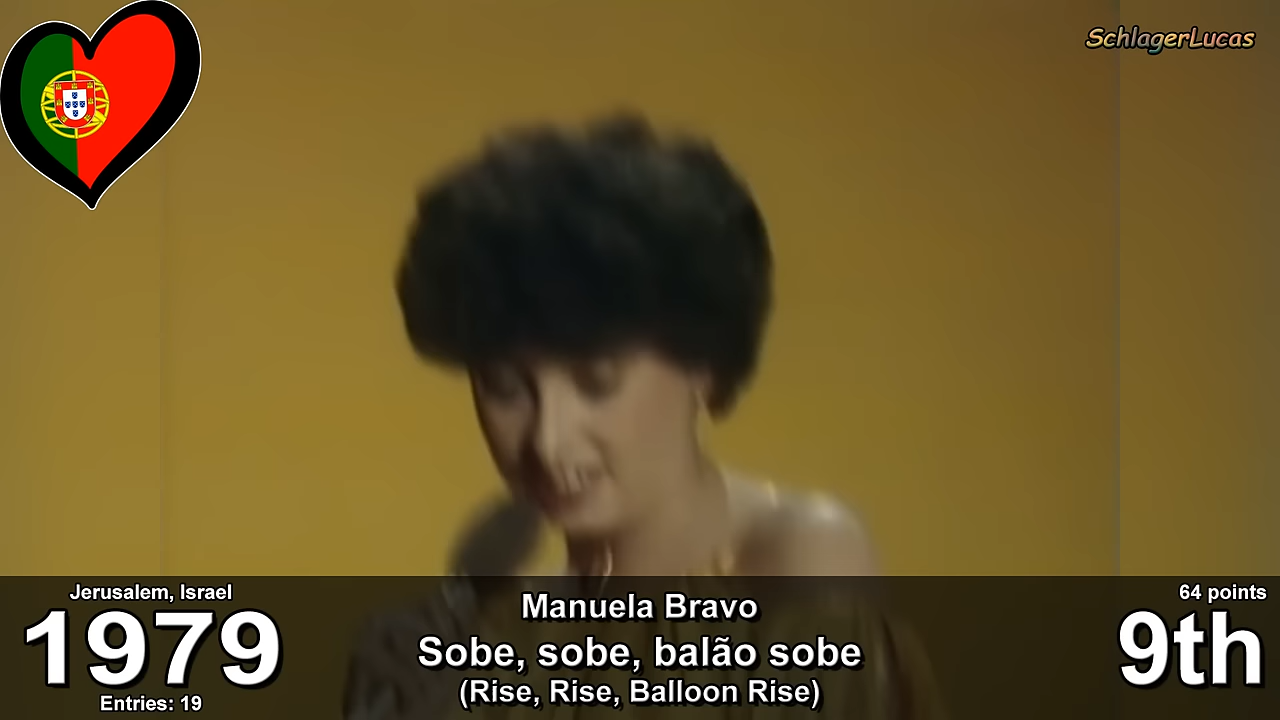 SchlagerLucas
Jerusalem, Israel
1979
Entries: 19
Manuela Bravo
Sobe, sobe, balão sobe
(Rise, Rise, Balloon Rise)
64 points
9th